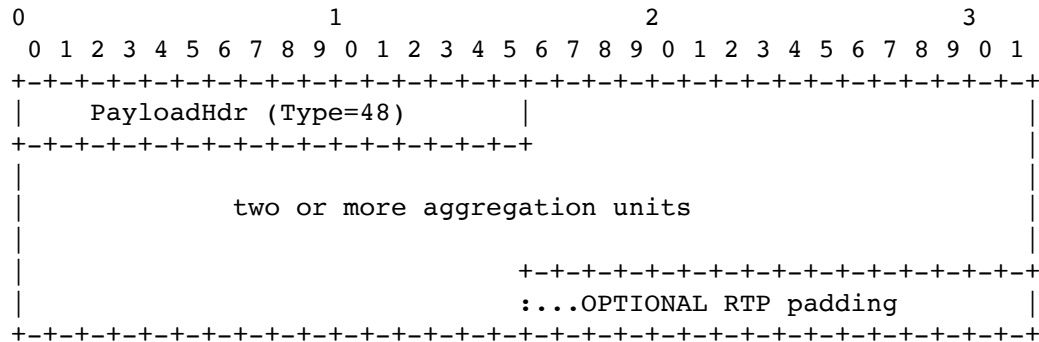 0                   1                   2                   3
 0 1 2 3 4 5 6 7 8 9 0 1 2 3 4 5 6 7 8 9 0 1 2 3 4 5 6 7 8 9 0 1
+-+-+-+-+-+-+-+-+-+-+-+-+-+-+-+-+-+-+-+-+-+-+-+-+-+-+-+-+-+-+-+-+
|    PayloadHdr (Type=48)       |                               |
+-+-+-+-+-+-+-+-+-+-+-+-+-+-+-+-+                               |
|                                                               |
|             two or more aggregation units                     |
|                                                               |
|                               +-+-+-+-+-+-+-+-+-+-+-+-+-+-+-+-+
|                               :...OPTIONAL RTP padding        |
+-+-+-+-+-+-+-+-+-+-+-+-+-+-+-+-+-+-+-+-+-+-+-+-+-+-+-+-+-+-+-+-+